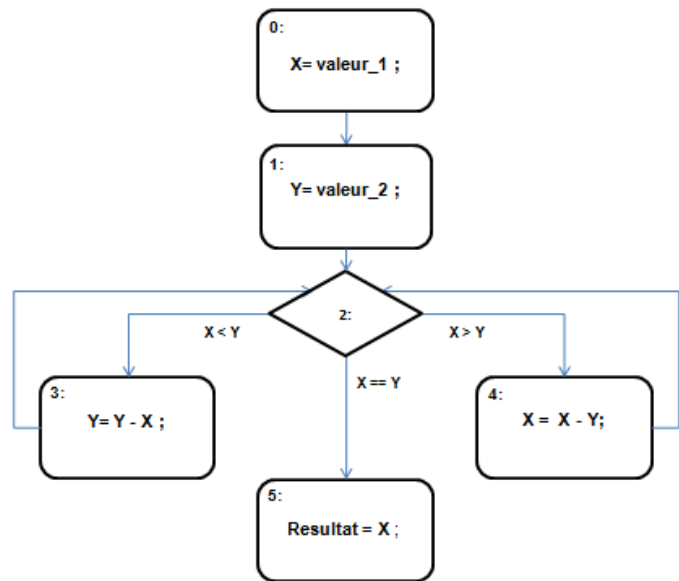 0:
X= valeur_1 ;
1:
Y= valeur_2 ;
2:
X < Y
X > Y
X == Y
3:
Y= Y - X ;
4:
X = X - Y;
5:
Resultat = X ;